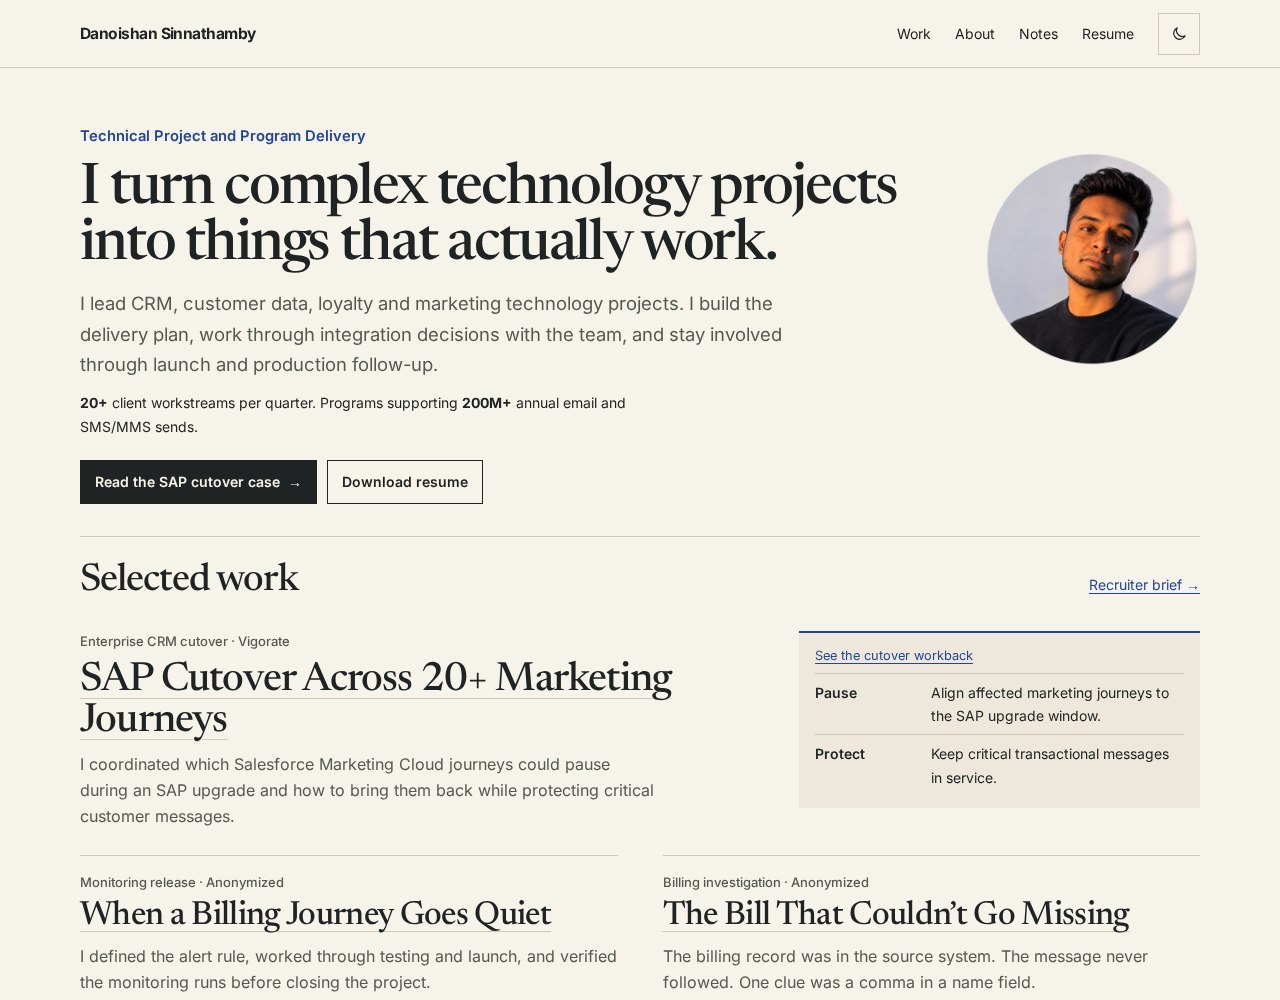 Danoishan Sinnathamby
Work About Notes Resume
Technical Project and Program Delivery
I turn complex technology projects
into things that actually work.
I lead CRM, customer data, loyalty and marketing technology projects. I build the
delivery plan, work through integration decisions with the team, and stay involved
through launch and production follow-up.
20+ client workstreams per quarter. Programs supporting 200M+ annual email and
SMS/MMS sends.
Read the SAP cutover case →
Download resume
Selected work
Recruiter brief →
Enterprise CRM cutover · Vigorate
SAP Cutover Across 20+ Marketing
Journeys
I coordinated which Salesforce Marketing Cloud journeys could pause
during an SAP upgrade and how to bring them back while protecting critical
customer messages.
See the cutover workback
Pause Align affected marketing journeys to
the SAP upgrade window.
Protect Keep critical transactional messages
in service.
Monitoring release · Anonymized
When a Billing Journey Goes Quiet
I defined the alert rule, worked through testing and launch, and verified
the monitoring runs before closing the project.
Billing investigation · Anonymized
The Bill That Couldn’t Go Missing
The billing record was in the source system. The message never
followed. One clue was a comma in a name field.